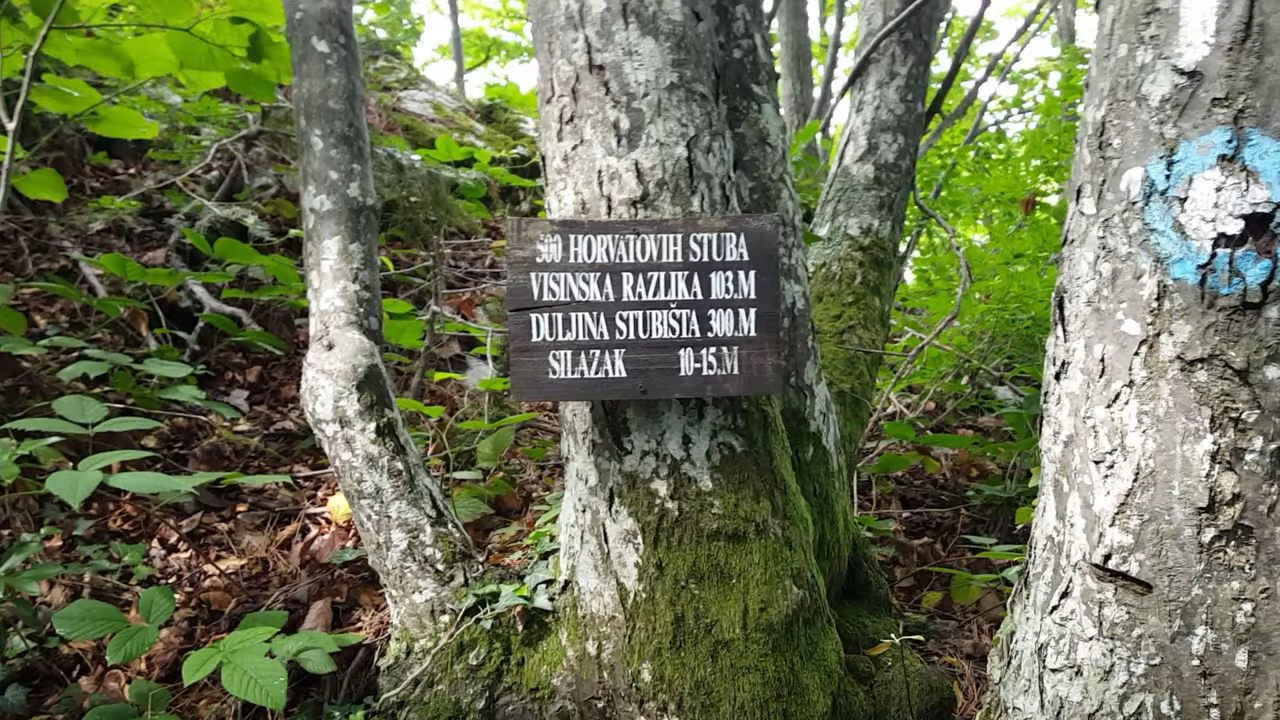 500 HORVATOVIH STUBA
VISINSKA RAZLIKA 103.M
DULJINA STUBIŠTA 300.M
SILAZAK 10-15.M